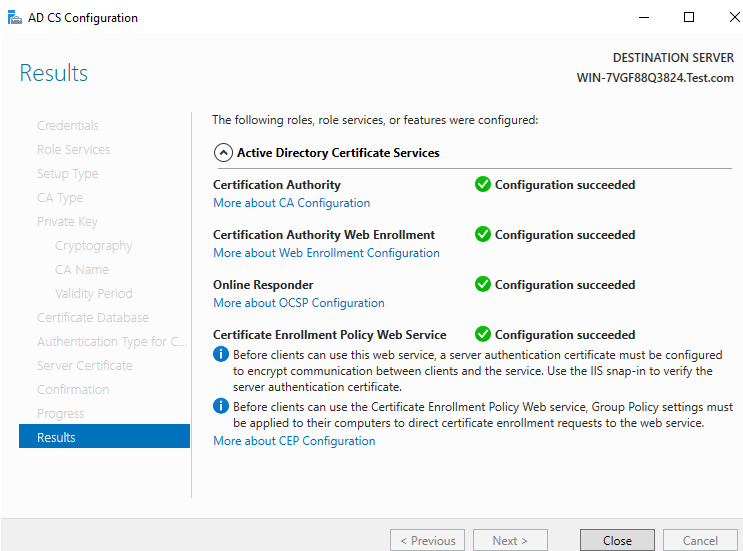 AD CS Configuration
Results
DESTINATION SERVER
WIN-7VGF88Q3824.Test.com
Credentials
Role Services
Setup Type
CA Type
Private Key
Cryptography
CA Name
Validity Period
Certificate Database
Authentication Type for C...
Server Certificate
Confirmation
Progress
Results
The following roles, role services, or features were configured:
Active Directory Certificate Services
Certification Authority Configuration succeeded
More about CA Configuration
Certification Authority Web Enrollment Configuration succeeded
More about Web Enrollment Configuration
Online Responder Configuration succeeded
More about OCSP Configuration
Certificate Enrollment Policy Web Service Configuration succeeded
Before clients can use this web service, a server authentication certificate must be configured
to encrypt communication between clients and the service. Use the IIS snap-in to verify the
server authentication certificate.
Before clients can use the Certificate Enrollment Policy Web service, Group Policy settings must
be applied to their computers to direct certificate enrollment requests to the web service.
More about CEP Configuration
< Previous Next > Close Cancel